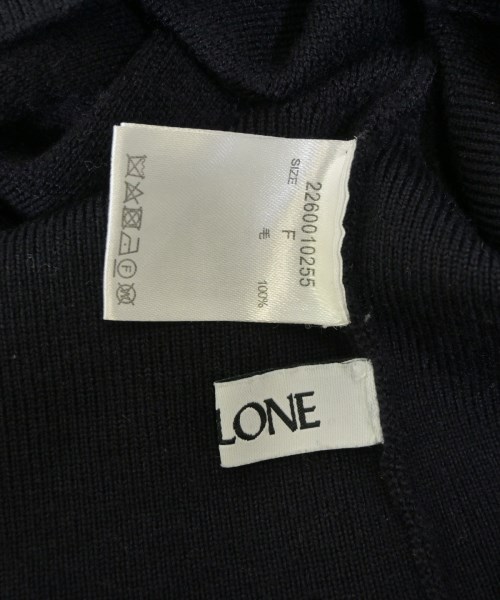 2260010255
SIZE F
毛 100%
F
W
LONE